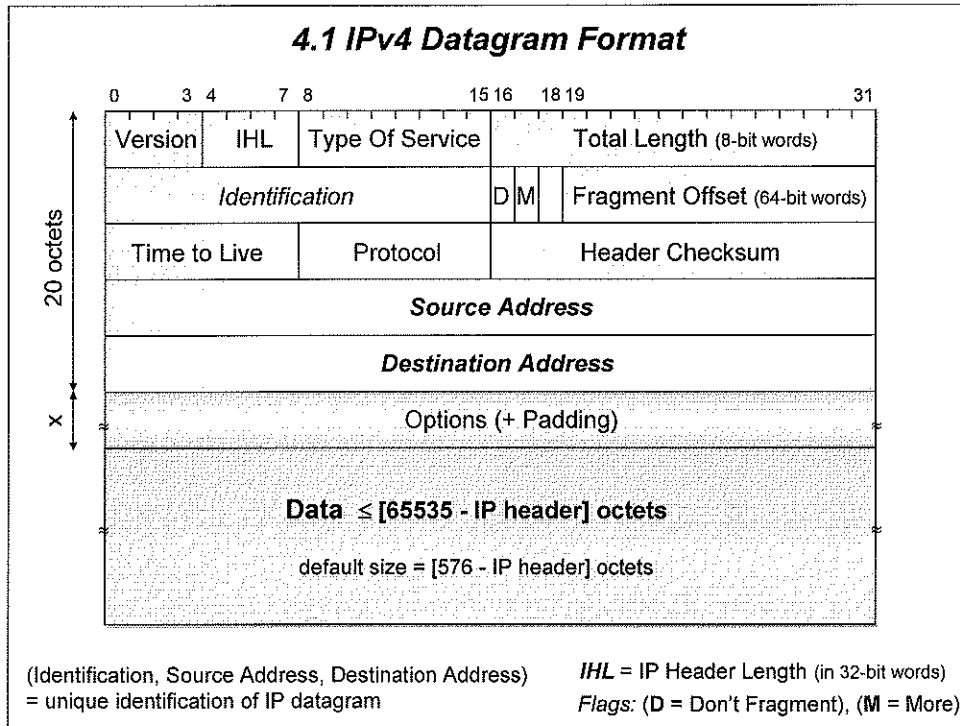 4.1 IPv4 Datagram Format
0 3 4 7 8 15 16 18 19 31
Version IHL Type Of Service Total Length (8-bit words)
Identification D M Fragment Offset (64-bit words)
Time to Live Protocol Header Checksum
20 octets
Source Address
Destination Address
x
Options (+ Padding)
Data ≤ [65535 - IP header] octets
default size = [576 - IP header] octets
(Identification, Source Address, Destination Address)
= unique identification of IP datagram
IHL = IP Header Length (in 32-bit words)
Flags: (D = Don't Fragment), (M = More)